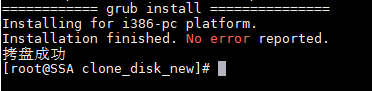 ============ grub install ===============
Installing for i386-pc platform.
Installation finished. No error reported.
拷盘成功
[root@SSA clone_disk_new]#